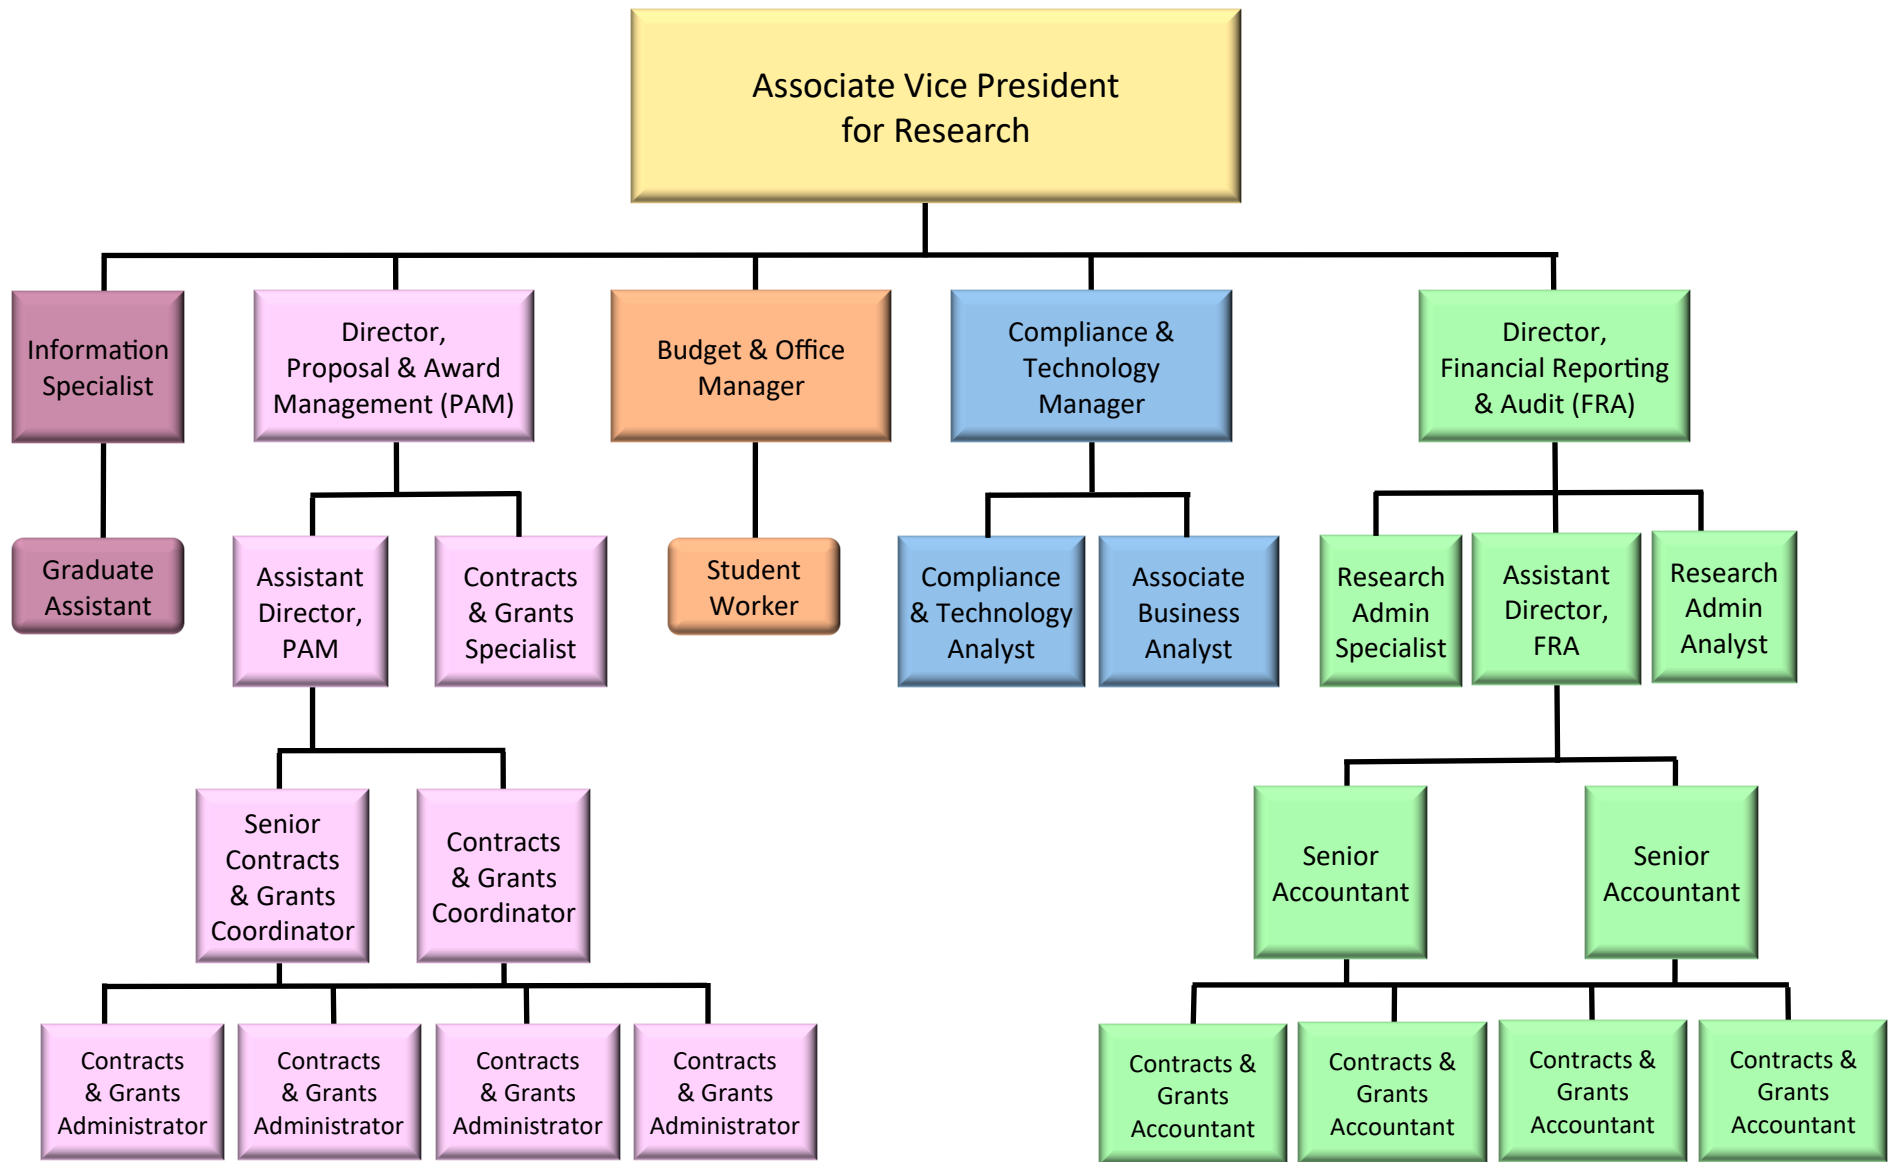 Associate Vice President
for Research
Information
Specialist
Director,
Proposal & Award
Management (PAM)
Budget & Office
Manager
Compliance &
Technology
Manager
Director,
Financial Reporting
& Audit (FRA)
Graduate
Assistant
Assistant
Director,
PAM
Contracts
& Grants
Specialist
Student
Worker
Compliance
& Technology
Analyst
Associate
Business
Analyst
Research
Admin
Specialist
Assistant
Director,
FRA
Research
Admin
Analyst
Senior
Contracts
& Grants
Coordinator
Contracts
& Grants
Coordinator
Senior
Accountant
Senior
Accountant
Contracts
& Grants
Administrator
Contracts
& Grants
Administrator
Contracts
& Grants
Administrator
Contracts
& Grants
Administrator
Contracts &
Grants
Accountant
Contracts &
Grants
Accountant
Contracts &
Grants
Accountant
Contracts &
Grants
Accountant